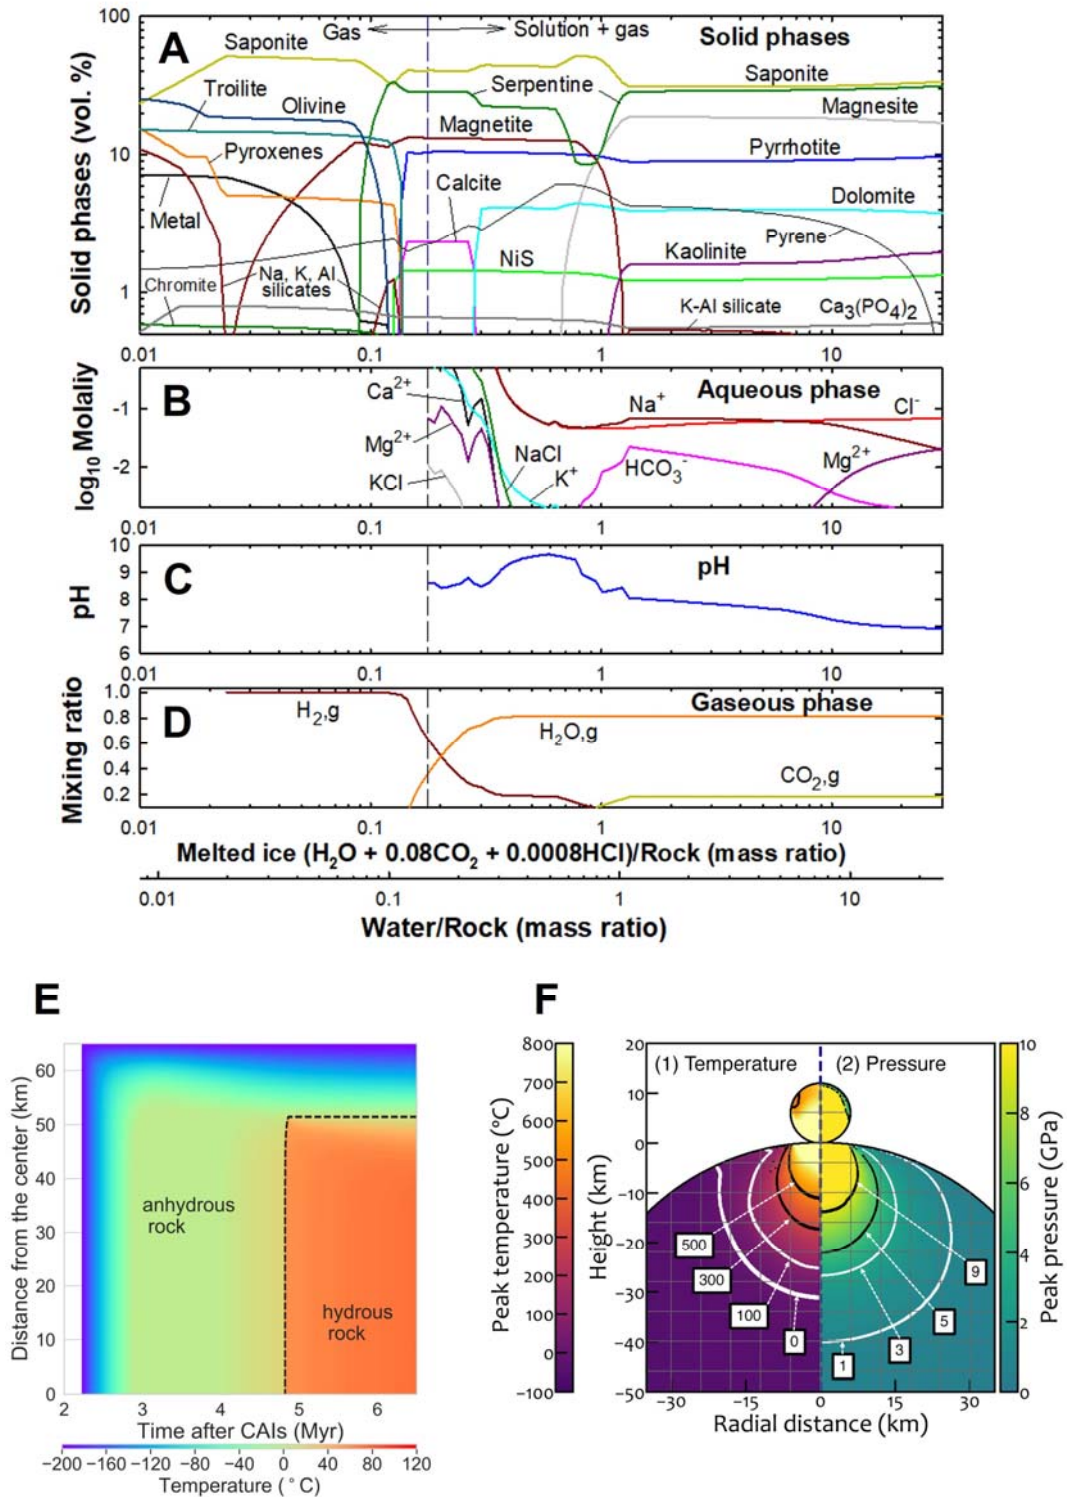 A
Gas
Solution + gas
Solid phases
Saponite
Troilite
Olivine
Serpentine
Saponite
Magnetite
Magnesite
Pyroxenes
Pyrrhotite
Calcite
Metal
Dolomite
Pyrene
Kaolinite
NiS
Chromite
Na, K, Al
silicates
K-Al silicate
Ca3(PO4)2
Solid phases (vol. %)
100
10
1
0.01 0.1 1 10
B
Aqueous phase
Ca2+
Mg2+
KCl
NaCl
K+
Na+
HCO3-
Cl-
Mg2+
log10 Molaliy
-1
-2
0.01 0.1 1 10
C
pH
pH
10
9
8
7
6
0.01 0.1 1 10
D
Gaseous phase
H2,g
H2O,g
CO2,g
Mixing ratio
1.0
0.8
0.6
0.4
0.2
0.01 0.1 1 10
Melted ice (H2O + 0.08CO2 + 0.0008HCl)/Rock (mass ratio)
0.01 0.1 1 10
Water/Rock (mass ratio)
E
Distance from the center (km)
60
50
40
30
20
10
0
anhydrous
rock
hydrous
rock
2 3 4 5 6
Time after CAIs (Myr)
−200 −160 −120 −80 −40 0 40 80 120
Temperature (°C)
F
Peak temperature (°C)
800
700
600
500
400
300
200
100
0
−100
Height (km)
20
10
0
−10
−20
−30
−40
−50
(1) Temperature
(2) Pressure
500
300
100
0
9
5
3
1
−30 −15 0 15 30
Radial distance (km)
10
8
6
4
2
0
Peak pressure (GPa)